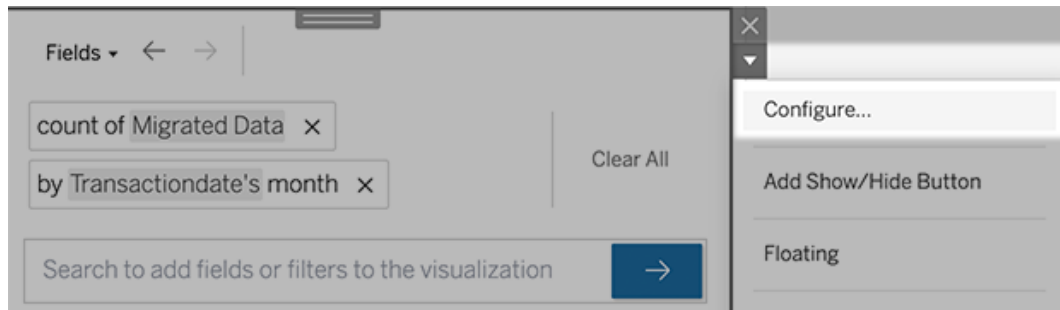 Fields
count of Migrated Data
by Transactiondate's month
Clear All
Search to add fields or filters to the visualization
Configure...
Add Show/Hide Button
Floating